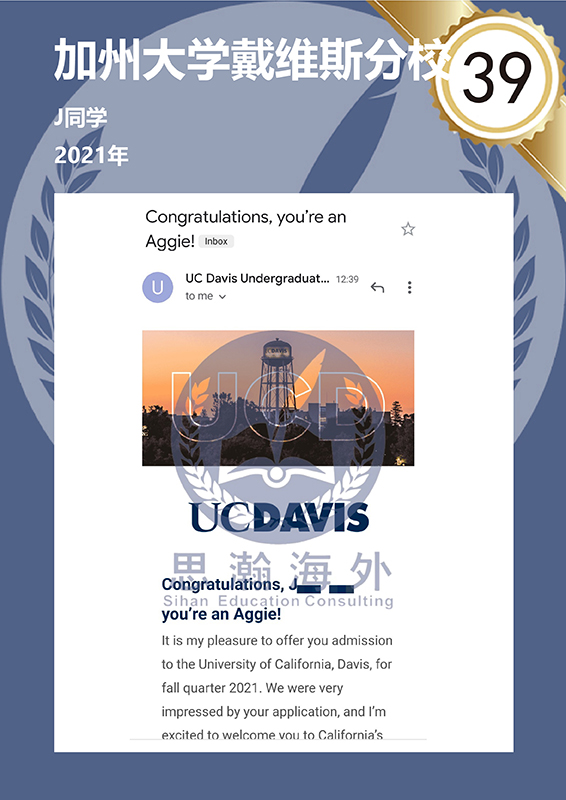 加州大学戴维斯分校
39
J同学
2021年
Congratulations, you're an
Aggie! Inbox
U
UC Davis Undergraduat... 12:39
to me
UCD
UCDAVIS
思瀚海外
Sihan Education Consulting
Congratulations, J
you're an Aggie!
It is my pleasure to offer you admission
to the University of California, Davis, for
fall quarter 2021. We were very
impressed by your application, and I'm
excited to welcome you to California's